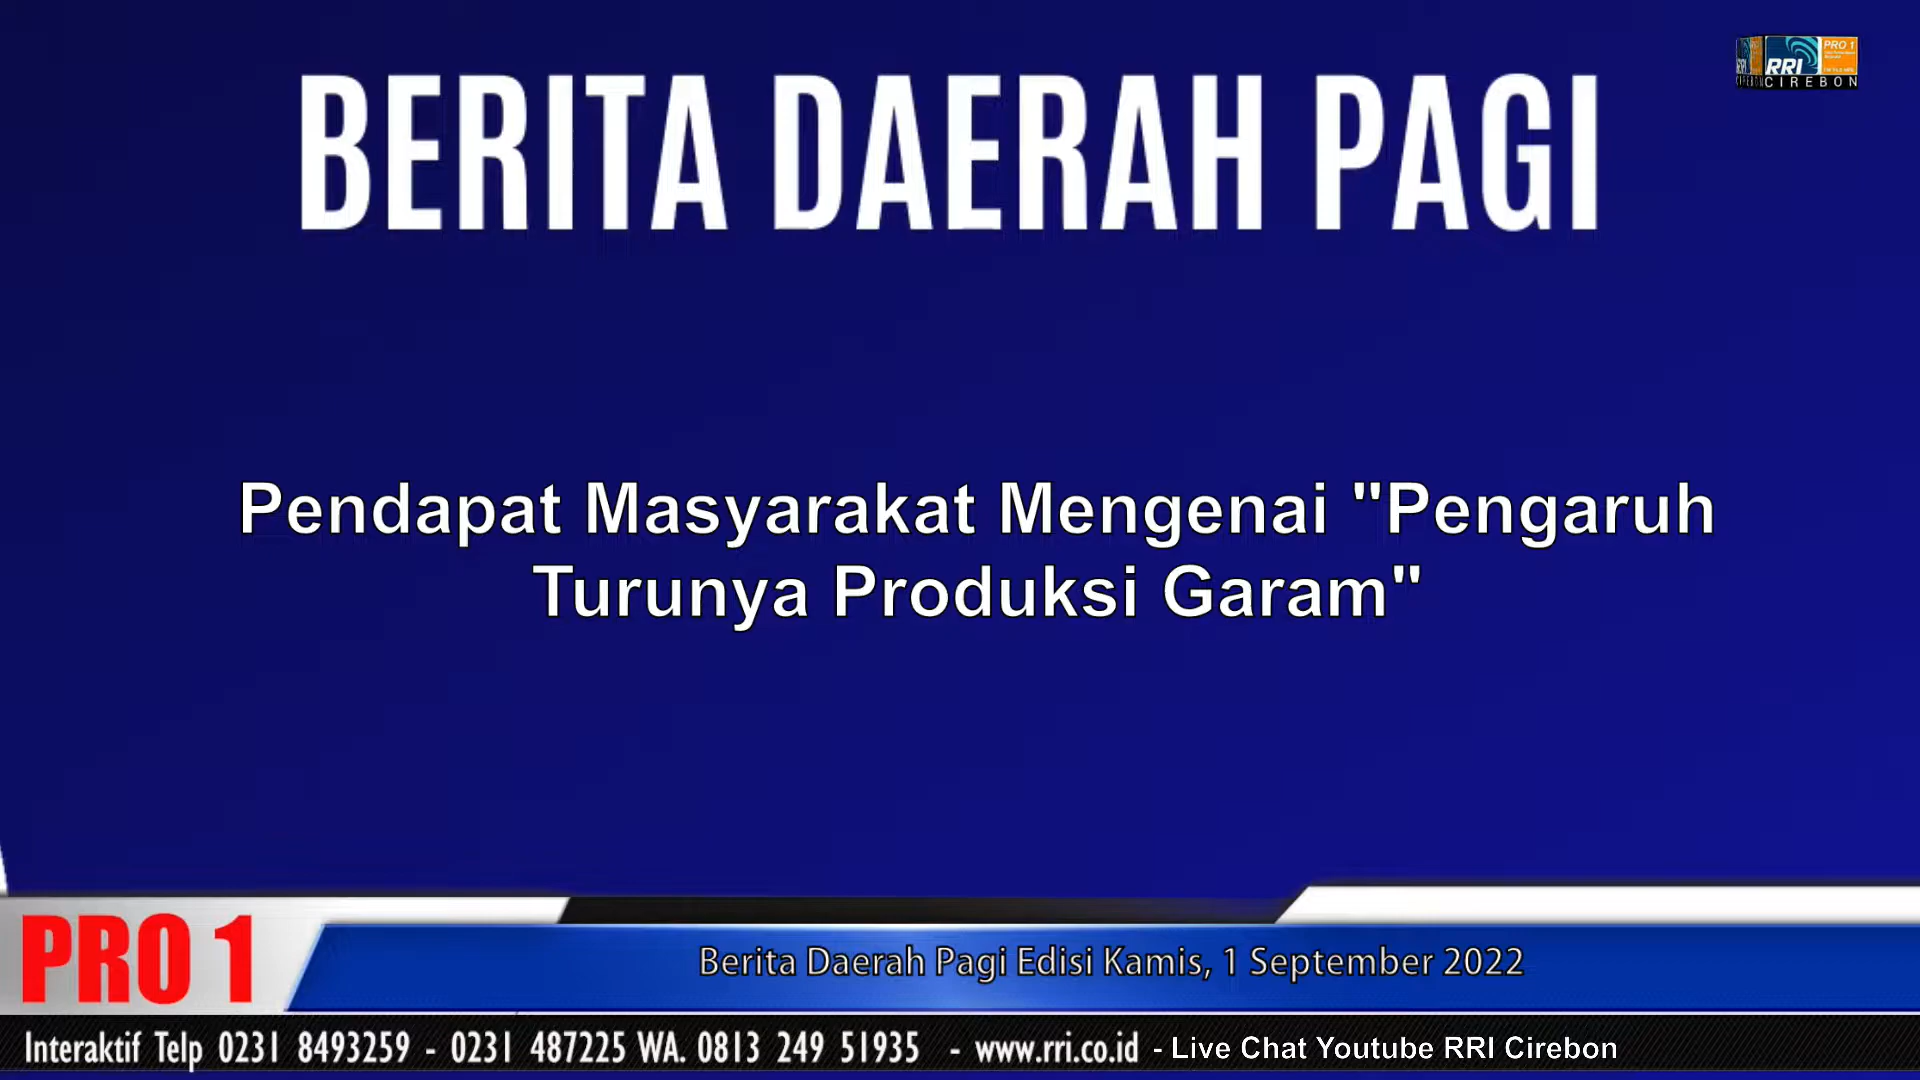 BERITA DAERAH PAGI
RRI
PRO 1
CIREBON
Pendapat Masyarakat Mengenai "Pengaruh
Turunya Produksi Garam"
PRO 1
Berita Daerah Pagi Edisi Kamis, 1 September 2022
Interaktif Telp 0231 8493259 - 0231 487225 WA. 0813 249 51935 - www.rri.co.id - Live Chat Youtube RRI Cirebon